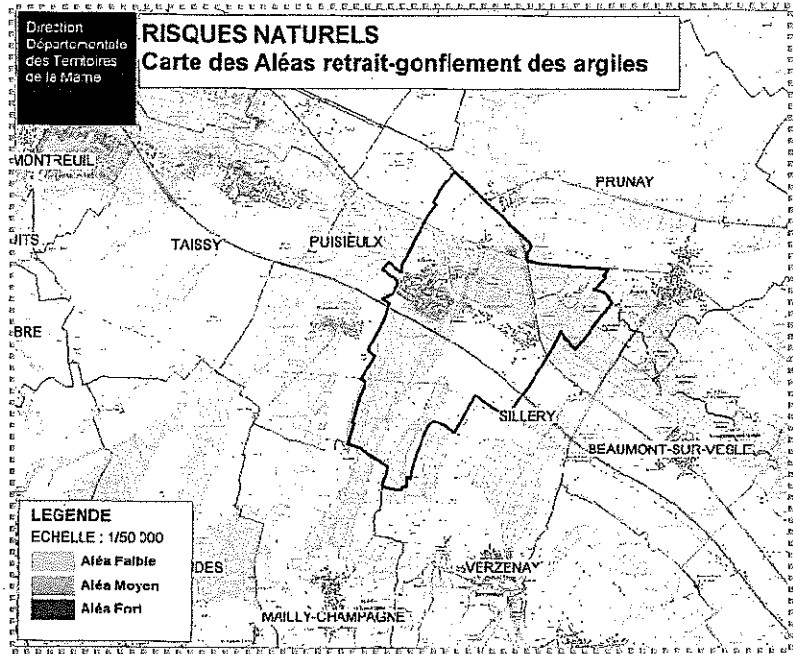 Direction
Départementale
des Territoires
de la Marne
RISQUES NATURELS
Carte des Aléas retrait-gonflement des argiles
MONTREUIL
PRUNAY
TAISSY
PUISIEULX
BRE
SILLERY
BEAUMONT-SUR-VESLE
LEGENDE
ECHELLE : 1/50 000
Aléa Faible
Aléa Moyen
Aléa Fort
DES
VERZENAY
MAILLY-CHAMPAGNE